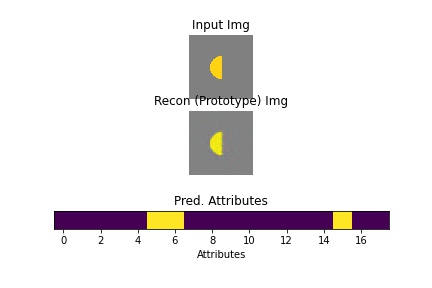 Input Img
Recon (Prototype) Img
Pred. Attributes
0 2 4 6 8 10 12 14 16
Attributes